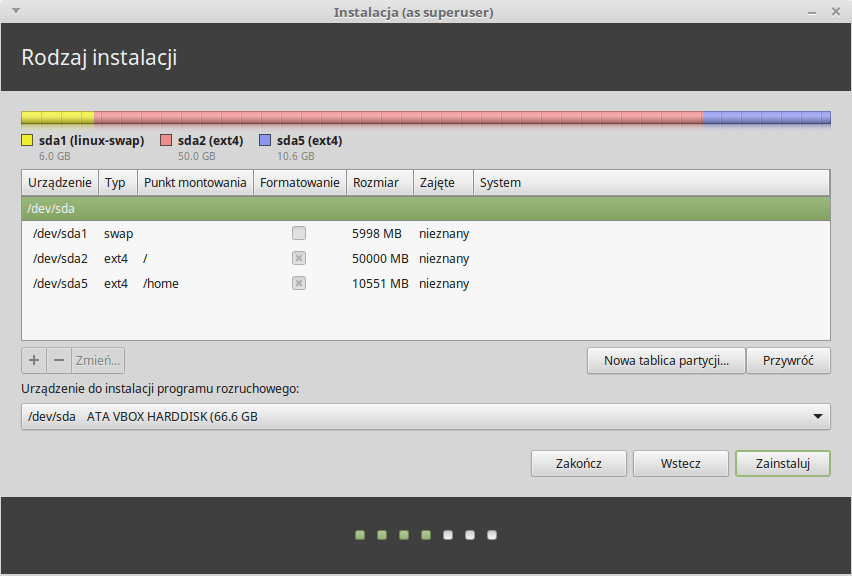 Instalacja (as superuser)
Rodzaj instalacji
sda1 (linux-swap) sda2 (ext4) sda5 (ext4)
6.0 GB 50.0 GB 10.6 GB
Urządzenie Typ Punkt montowania Formatowanie Rozmiar Zajęte System
/dev/sda
/dev/sda1 swap 5998 MB nieznany
/dev/sda2 ext4 / 50000 MB nieznany
/dev/sda5 ext4 /home 10551 MB nieznany
+ − Zmień... Nowa tablica partycji... Przywróć
Urządzenie do instalacji programu rozruchowego:
/dev/sda ATA VBOX HARDDISK (66.6 GB
Zakończ Wstecz Zainstaluj